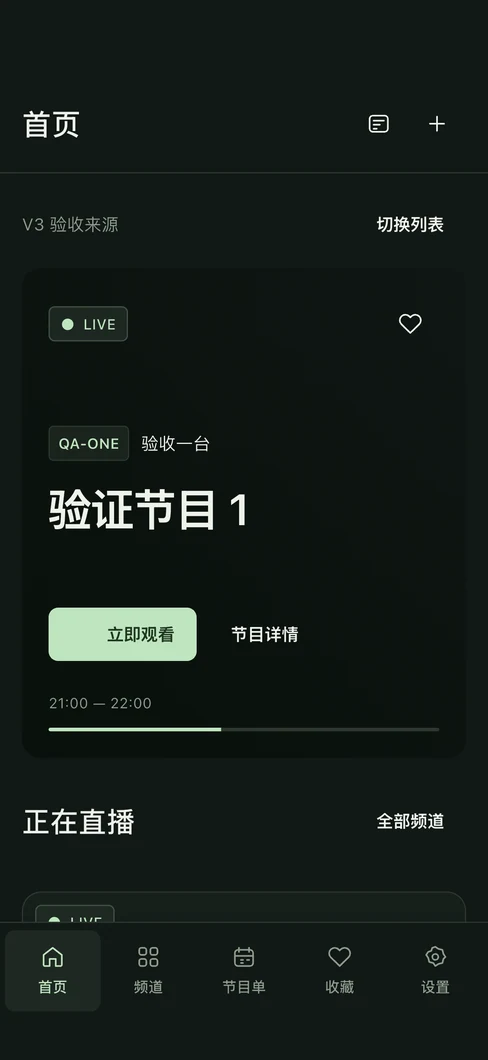 首页
V3 验收来源 切换列表
LIVE
QA-ONE 验收一台
验证节目 1
立即观看 节目详情
21:00 — 22:00
正在直播 全部频道
LIVE
首页 频道 节目单 收藏 设置